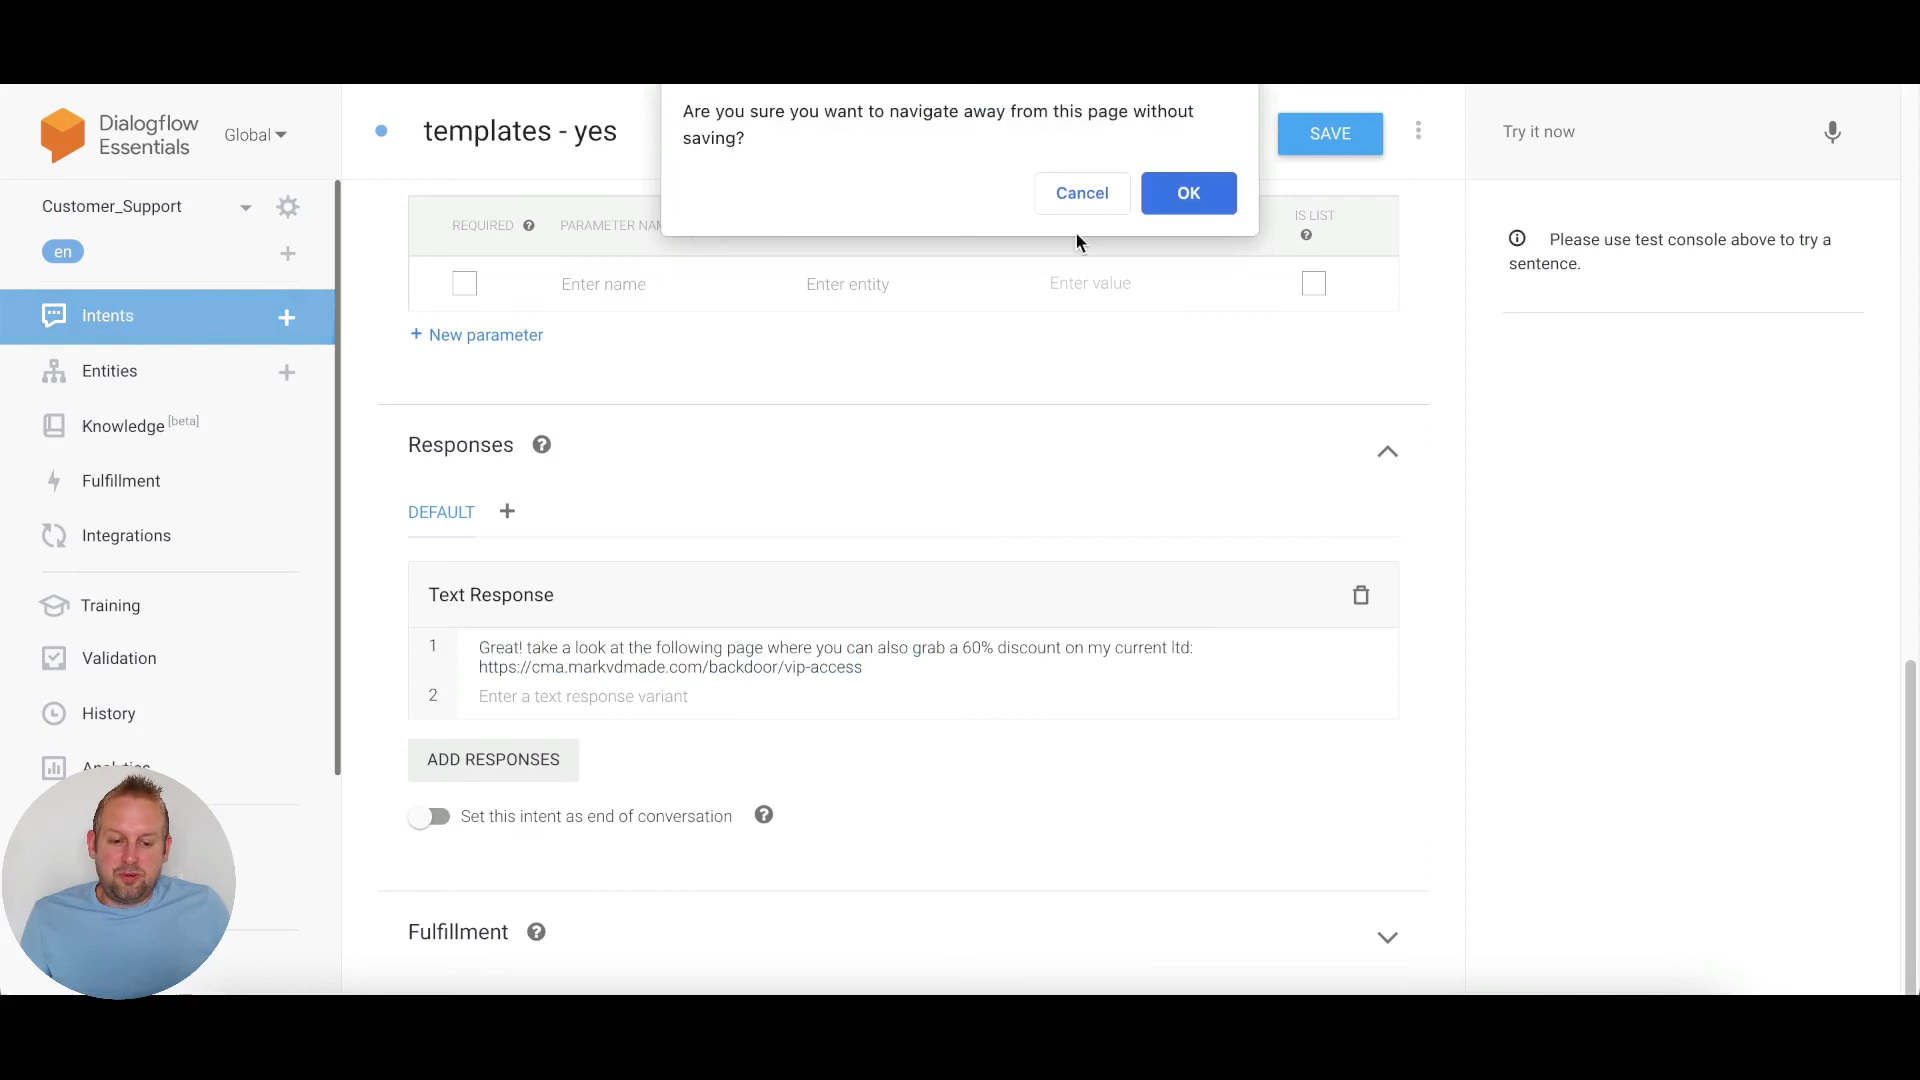 Are you sure you want to navigate away from this page without
saving?
Cancel
OK
Dialogflow
Essentials
Global
templates - yes
SAVE
Try it now
Customer_Support
en
Intents
Entities
Knowledge [beta]
Fulfillment
Integrations
Training
Validation
History
Analytics
REQUIRED
PARAMETER NAM
IS LIST
Enter name
Enter entity
Enter value
+ New parameter
Responses
DEFAULT
Text Response
1 Great! take a look at the following page where you can also grab a 60% discount on my current ltd:
https://cma.markvdmade.com/backdoor/vip-access
2 Enter a text response variant
ADD RESPONSES
Set this intent as end of conversation
Fulfillment
Please use test console above to try a
sentence.